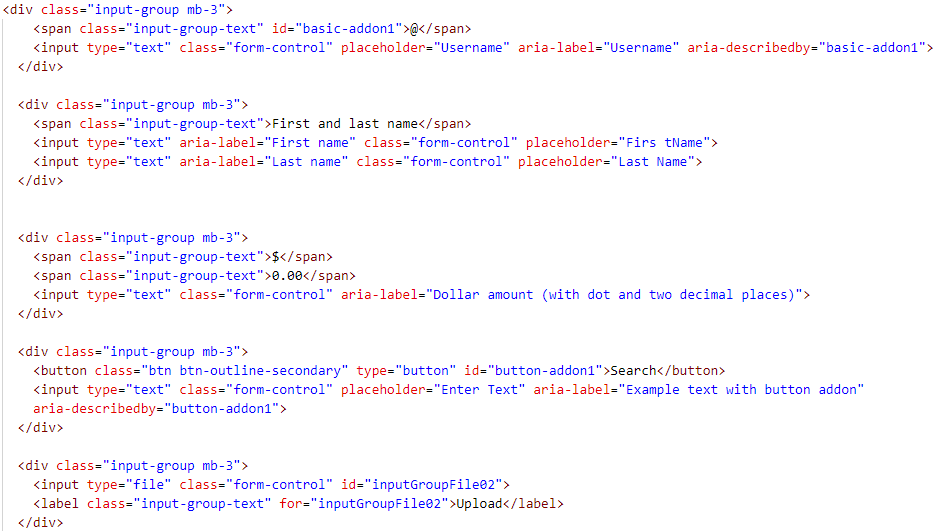 <div class="input-group mb-3">
<span class="input-group-text" id="basic-addon1">@</span>
<input type="text" class="form-control" placeholder="Username" aria-label="Username" aria-describedby="basic-addon1">
</div>
<div class="input-group mb-3">
<span class="input-group-text">First and last name</span>
<input type="text" aria-label="First name" class="form-control" placeholder="Firs tName">
<input type="text" aria-label="Last name" class="form-control" placeholder="Last Name">
</div>
<div class="input-group mb-3">
<span class="input-group-text">$</span>
<span class="input-group-text">0.00</span>
<input type="text" class="form-control" aria-label="Dollar amount (with dot and two decimal places)">
</div>
<div class="input-group mb-3">
<button class="btn btn-outline-secondary" type="button" id="button-addon1">Search</button>
<input type="text" class="form-control" placeholder="Enter Text" aria-label="Example text with button addon"
aria-describedby="button-addon1">
</div>
<div class="input-group mb-3">
<input type="file" class="form-control" id="inputGroupFile02">
<label class="input-group-text" for="inputGroupFile02">Upload</label>
</div>